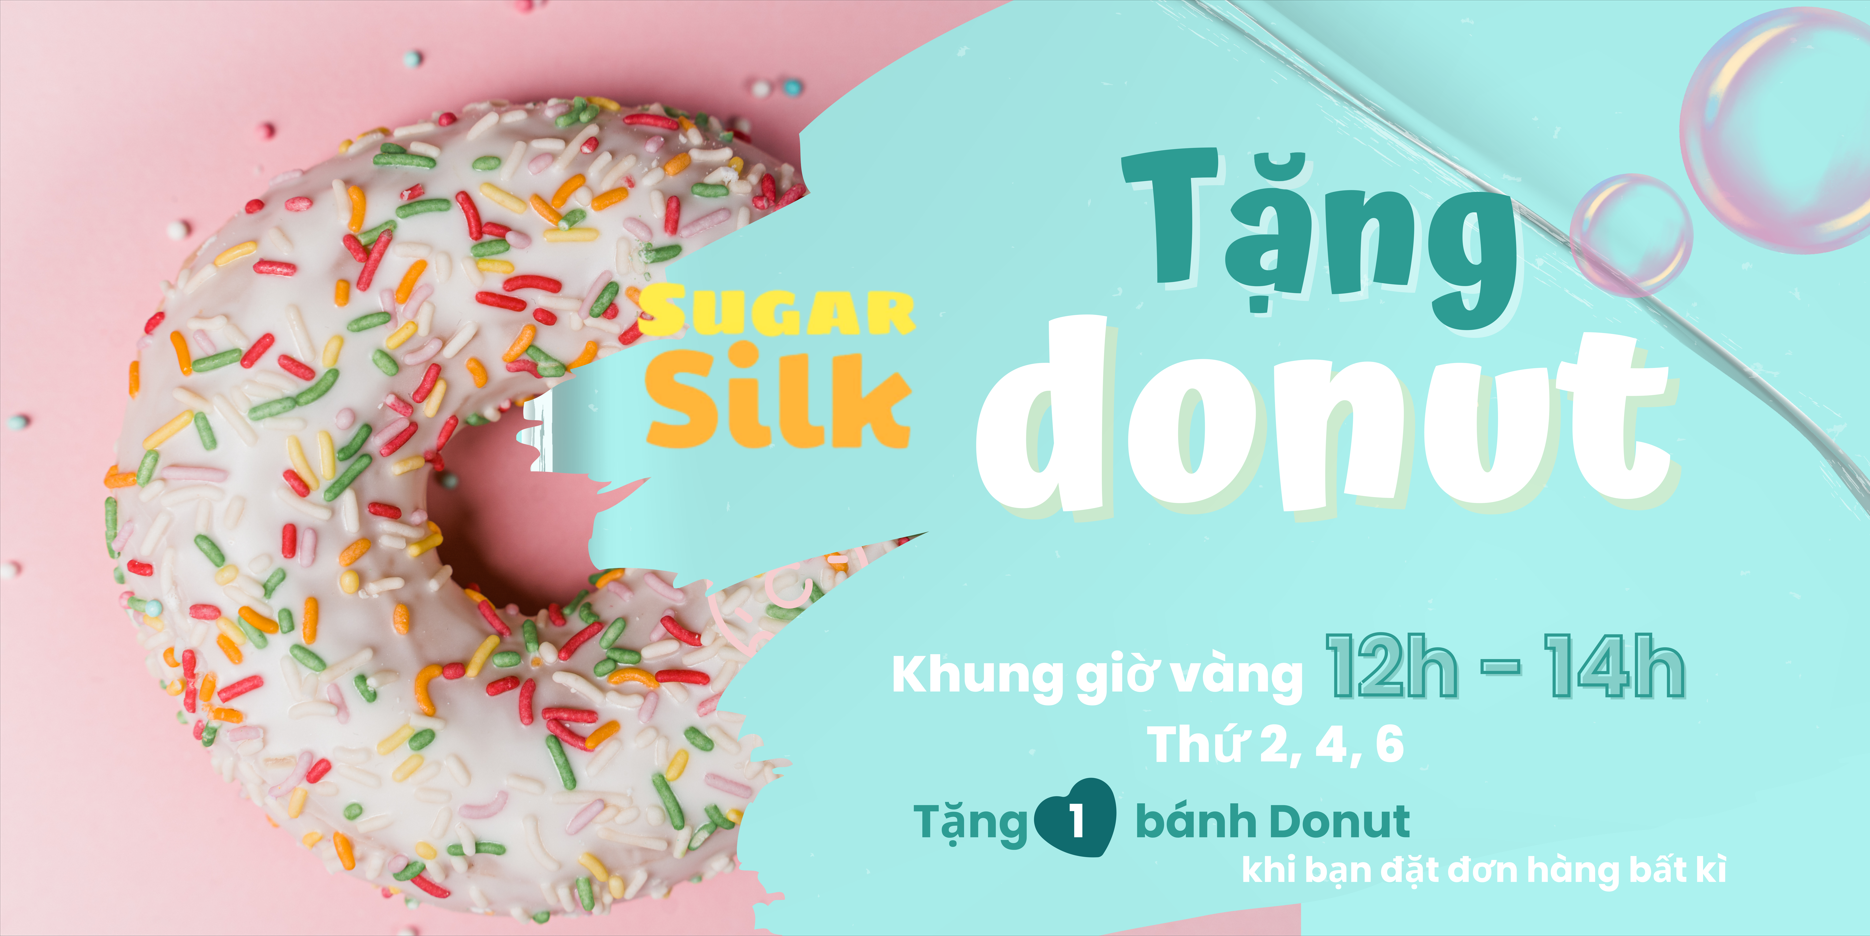 SUGAR
Silk
Tặng
donut
Khung giờ vàng 12h - 14h
Thứ 2, 4, 6
Tặng 1 bánh Donut
khi bạn đặt đơn hàng bất kì